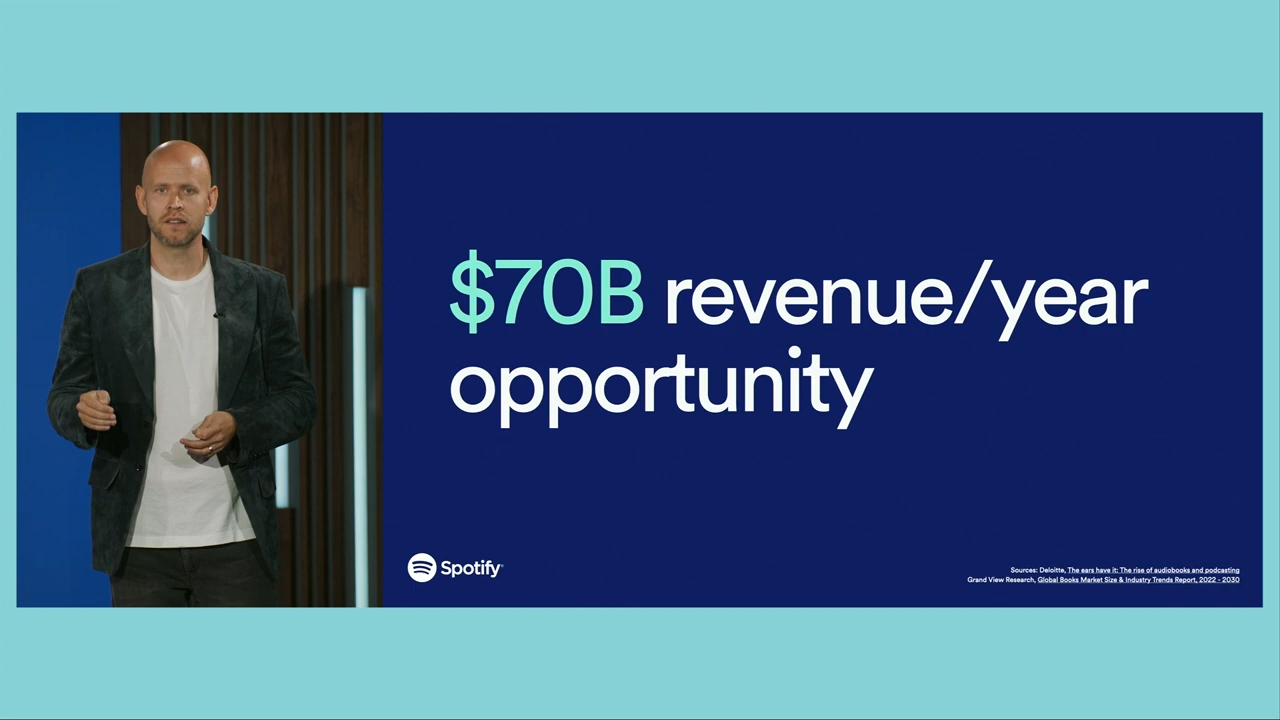 $70B revenue/year
opportunity
Spotify®
Sources: Deloitte, The ears have it: The rise of audiobooks and podcasting
Grand View Research, Global Books Market Size & Industry Trends Report, 2022 - 2030